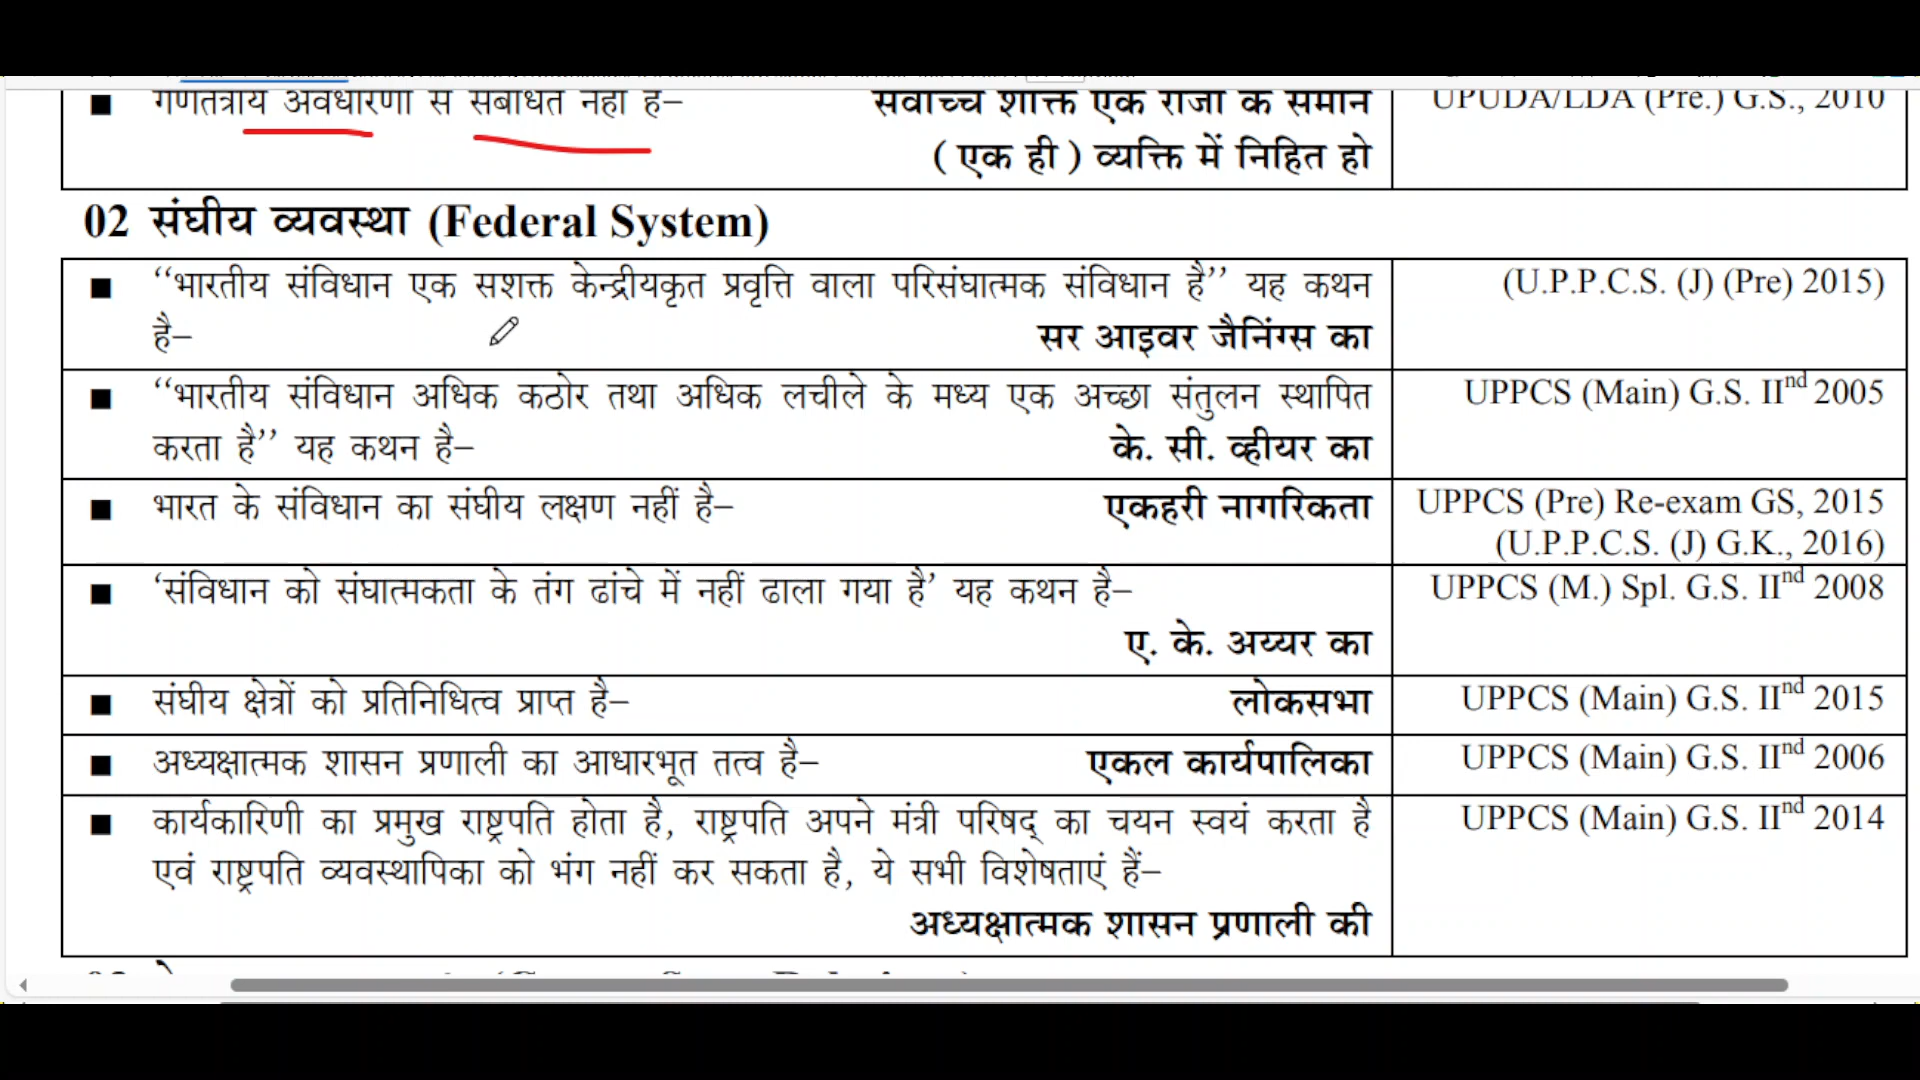 गणतंत्रीय अवधारणा से संबंधित नहीं है– सर्वोच्च शक्ति एक राजा के समान UPUDA/LDA (Pre.) G.S., 2010
( एक ही ) व्यक्ति में निहित हो
02 संघीय व्यवस्था (Federal System)
■ ‘‘भारतीय संविधान एक सशक्त केन्द्रीयकृत प्रवृत्ति वाला परिसंघात्मक संविधान है’’ यह कथन (U.P.P.C.S. (J) (Pre) 2015)
है– सर आइवर जैनिंग्स का
■ ‘‘भारतीय संविधान अधिक कठोर तथा अधिक लचीले के मध्य एक अच्छा संतुलन स्थापित UPPCS (Main) G.S. IInd 2005
करता है’’ यह कथन है– के. सी. व्हीयर का
■ भारत के संविधान का संघीय लक्षण नहीं है– एकहरी नागरिकता UPPCS (Pre) Re-exam GS, 2015
(U.P.P.C.S. (J) G.K., 2016)
■ ‘संविधान को संघात्मकता के तंग ढांचे में नहीं ढाला गया है’ यह कथन है– UPPCS (M.) Spl. G.S. IInd 2008
ए. के. अय्यर का
■ संघीय क्षेत्रों को प्रतिनिधित्व प्राप्त है– लोकसभा UPPCS (Main) G.S. IInd 2015
■ अध्यक्षात्मक शासन प्रणाली का आधारभूत तत्व है– एकल कार्यपालिका UPPCS (Main) G.S. IInd 2006
■ कार्यकारिणी का प्रमुख राष्ट्रपति होता है, राष्ट्रपति अपने मंत्री परिषद् का चयन स्वयं करता है UPPCS (Main) G.S. IInd 2014
एवं राष्ट्रपति व्यवस्थापिका को भंग नहीं कर सकता है, ये सभी विशेषताएं हैं–
अध्यक्षात्मक शासन प्रणाली की